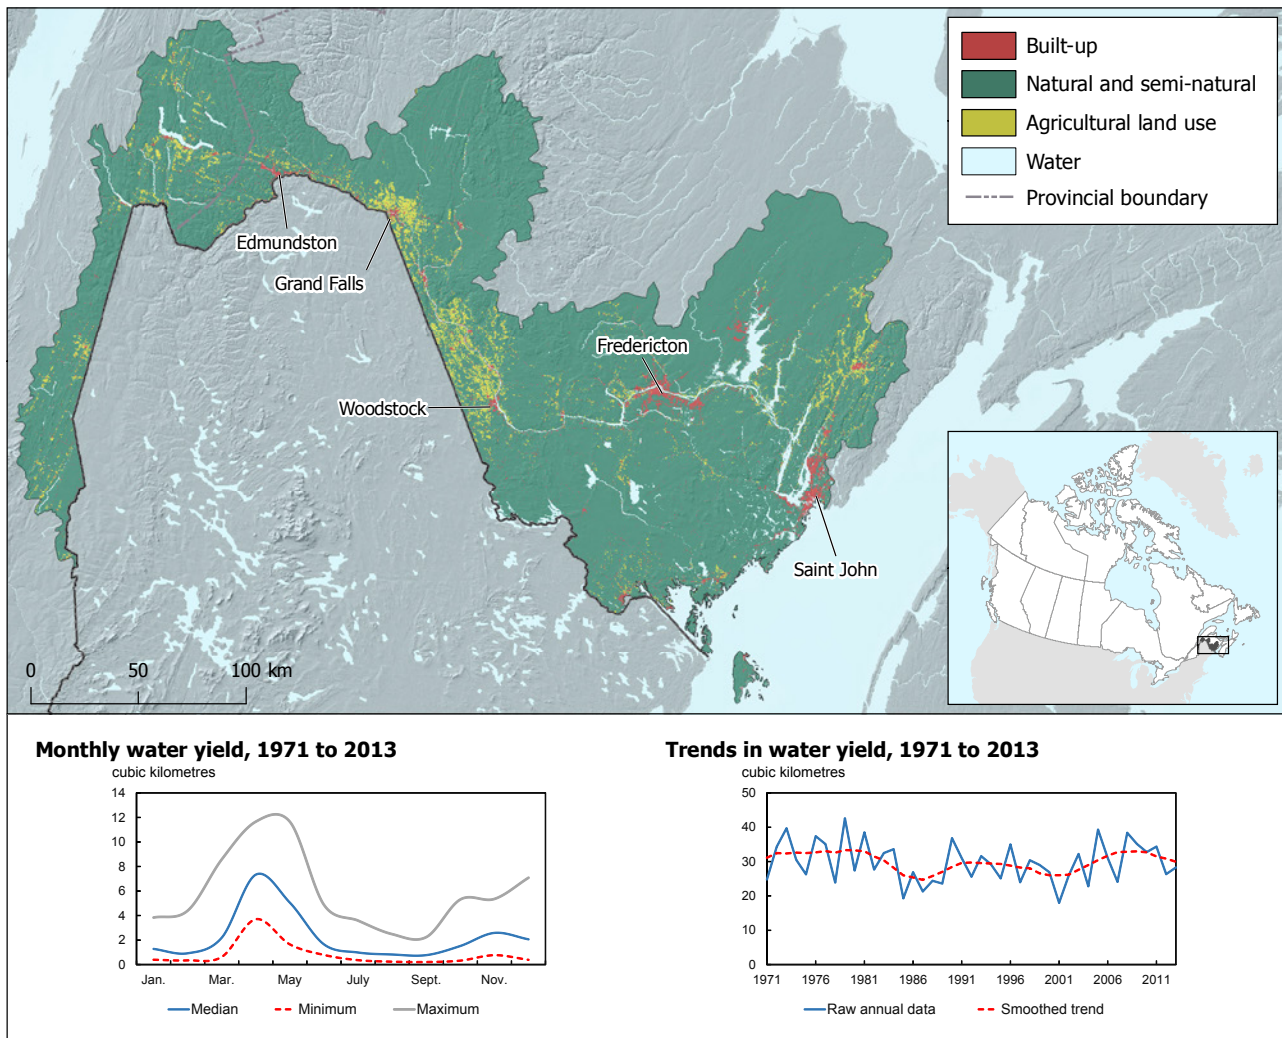 Built-up
Natural and semi-natural
Agricultural land use
Water
Provincial boundary
Edmundston
Grand Falls
Fredericton
Woodstock
Saint John
0 50 100 km
Monthly water yield, 1971 to 2013
cubic kilometres
14
12
10
8
6
4
2
0
Jan. Mar. May July Sept. Nov.
Median Minimum Maximum
Trends in water yield, 1971 to 2013
cubic kilometres
50
40
30
20
10
0
1971 1976 1981 1986 1991 1996 2001 2006 2011
Raw annual data Smoothed trend